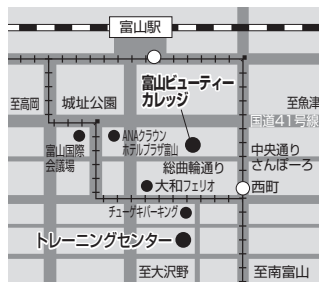 富山駅
富山ビューティー
カレッジ
至高岡
城址公園
至魚津
国道41号線
富山国際
会議場
ANAクラウン
ホテルプラザ富山
中央通り
さんぽーろ
総曲輪通り
大和フェリオ
西町
チューゲキパーキング
トレーニングセンター
至大沢野
至南富山